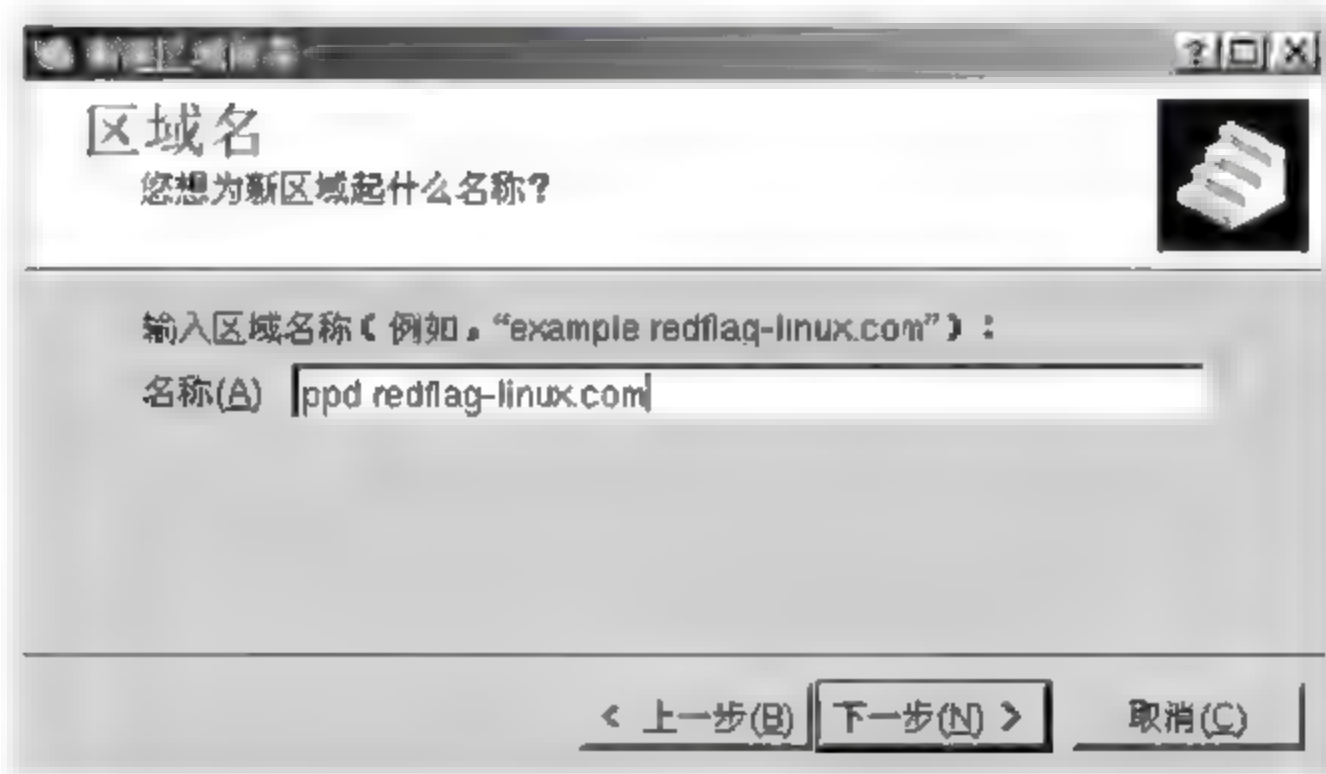 区域名
您想为新区域起什么名称?
输入区域名称( 例如，“example redflag-linux.com”)：
名称(A) ppd redflag-linux.com
< 上一步(B) 下一步(N) > 取消(C)